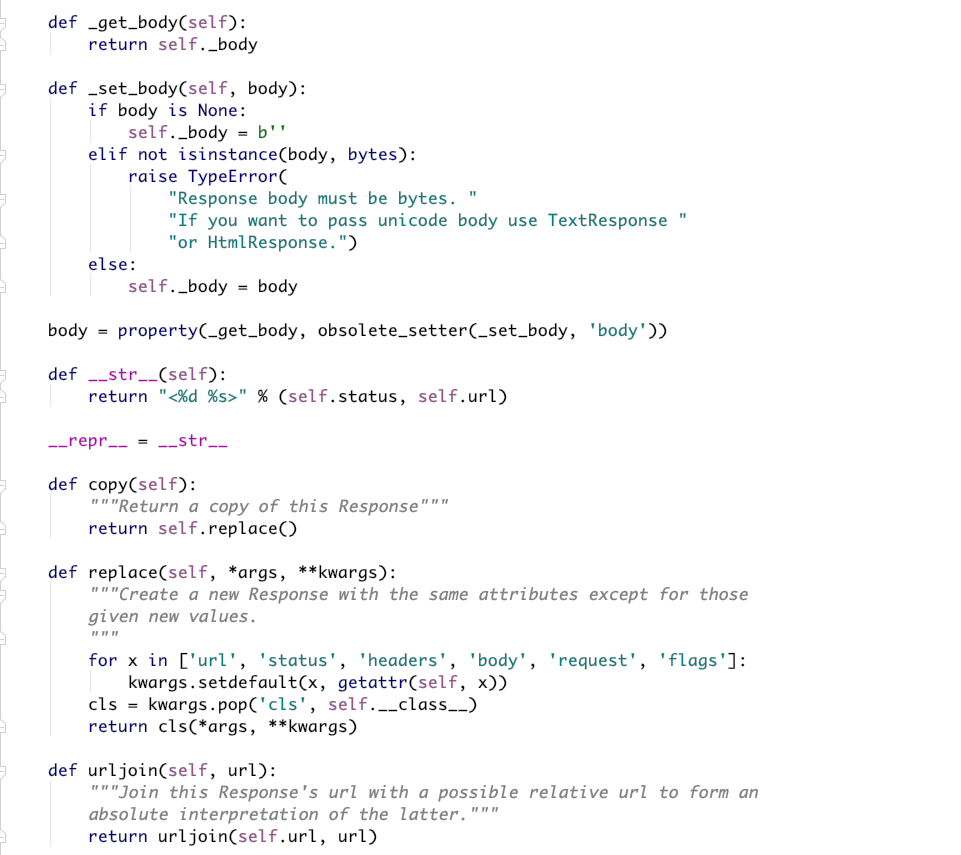 def _get_body(self):
    return self._body

def _set_body(self, body):
    if body is None:
        self._body = b''
    elif not isinstance(body, bytes):
        raise TypeError(
            "Response body must be bytes. "
            "If you want to pass unicode body use TextResponse "
            "or HtmlResponse.")
    else:
        self._body = body

body = property(_get_body, obsolete_setter(_set_body, 'body'))

def __str__(self):
    return "<%d %s>" % (self.status, self.url)

__repr__ = __str__

def copy(self):
    """Return a copy of this Response"""
    return self.replace()

def replace(self, *args, **kwargs):
    """Create a new Response with the same attributes except for those
    given new values.
    """
    for x in ['url', 'status', 'headers', 'body', 'request', 'flags']:
        kwargs.setdefault(x, getattr(self, x))
    cls = kwargs.pop('cls', self.__class__)
    return cls(*args, **kwargs)

def urljoin(self, url):
    """Join this Response's url with a possible relative url to form an
    absolute interpretation of the latter."""
    return urljoin(self.url, url)